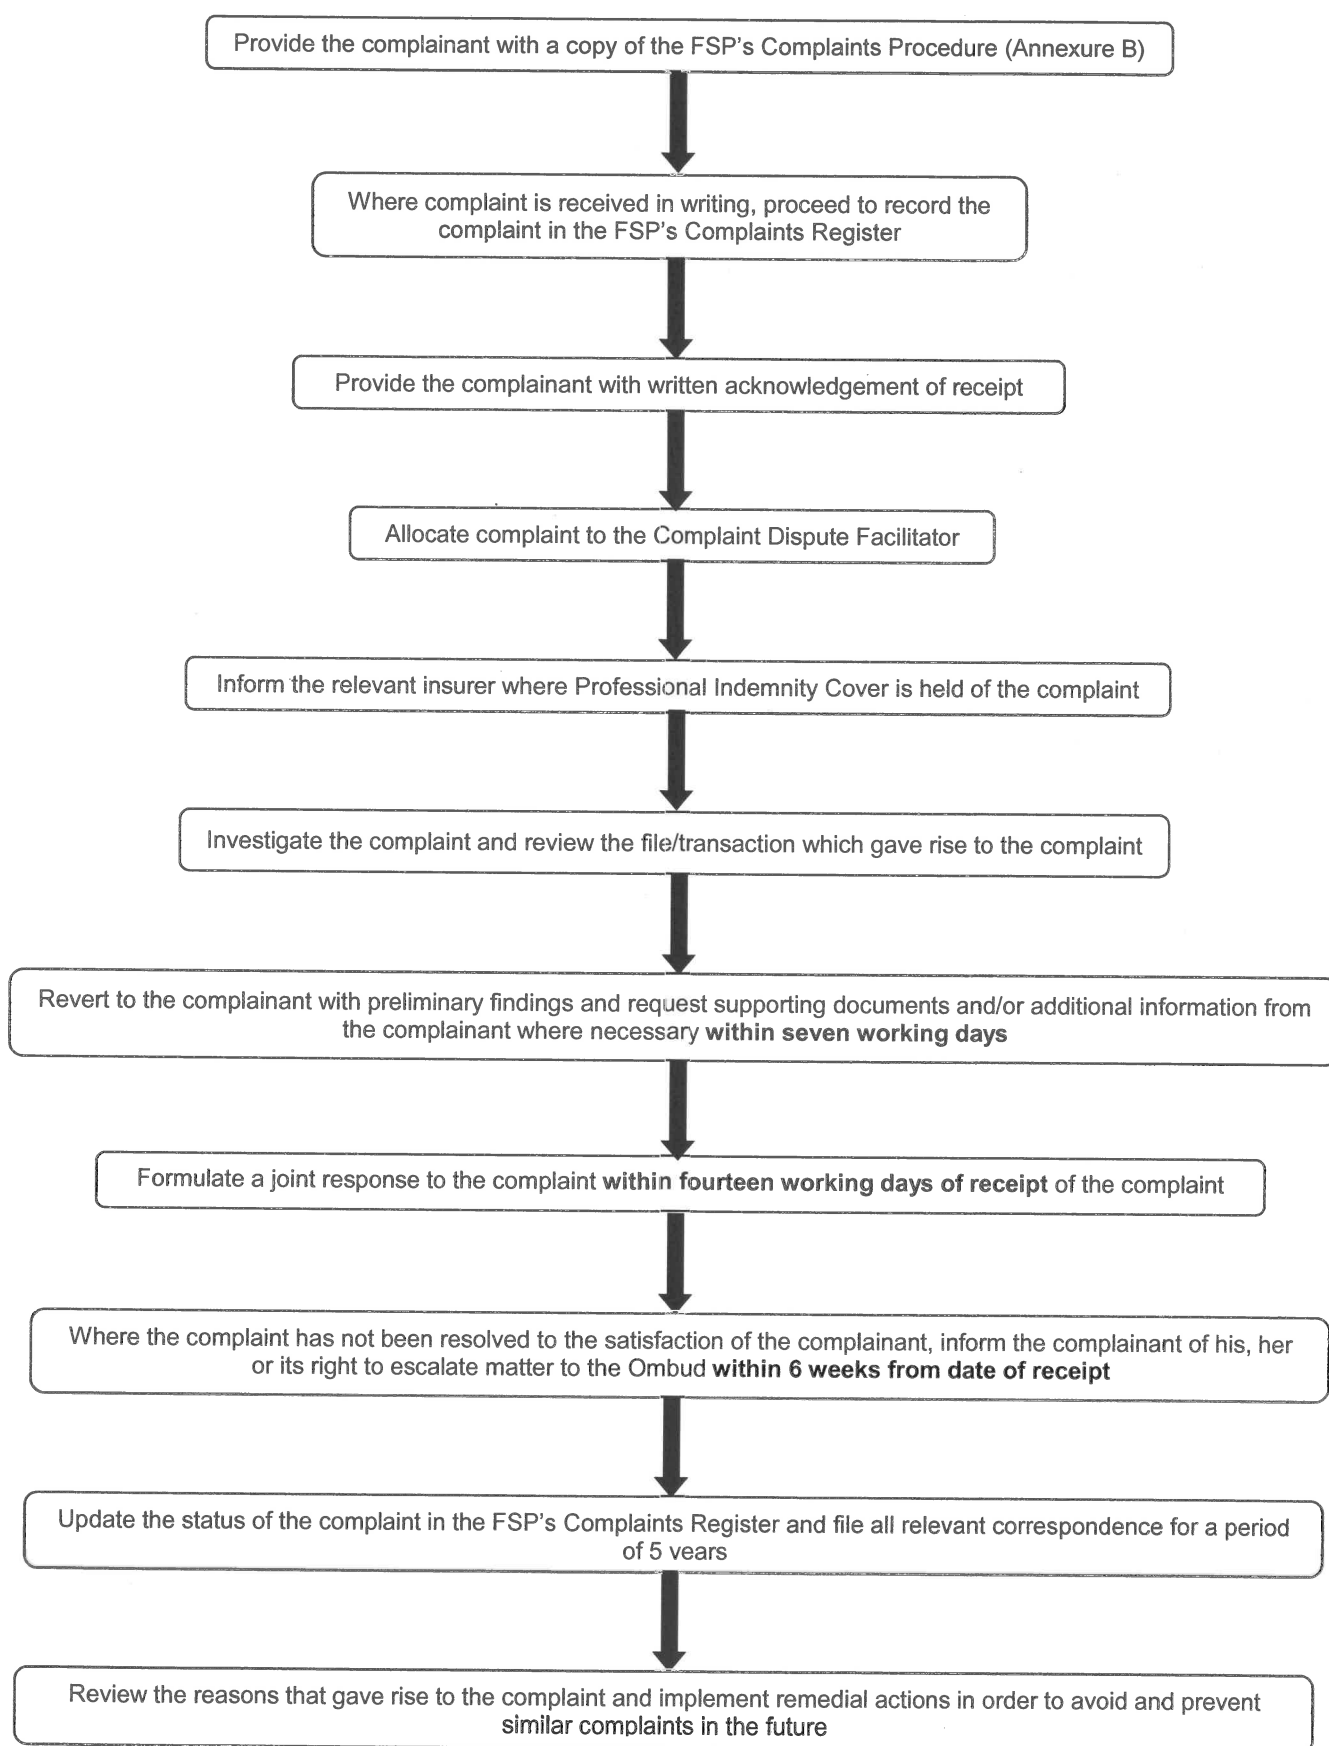 Provide the complainant with a copy of the FSP's Complaints Procedure (Annexure B)
Where complaint is received in writing, proceed to record the
complaint in the FSP's Complaints Register
Provide the complainant with written acknowledgement of receipt
Allocate complaint to the Complaint Dispute Facilitator
Inform the relevant insurer where Professional Indemnity Cover is held of the complaint
Investigate the complaint and review the file/transaction which gave rise to the complaint
Revert to the complainant with preliminary findings and request supporting documents and/or additional information from
the complainant where necessary within seven working days
Formulate a joint response to the complaint within fourteen working days of receipt of the complaint
Where the complaint has not been resolved to the satisfaction of the complainant, inform the complainant of his, her
or its right to escalate matter to the Ombud within 6 weeks from date of receipt
Update the status of the complaint in the FSP's Complaints Register and file all relevant correspondence for a period
of 5 years
Review the reasons that gave rise to the complaint and implement remedial actions in order to avoid and prevent
similar complaints in the future